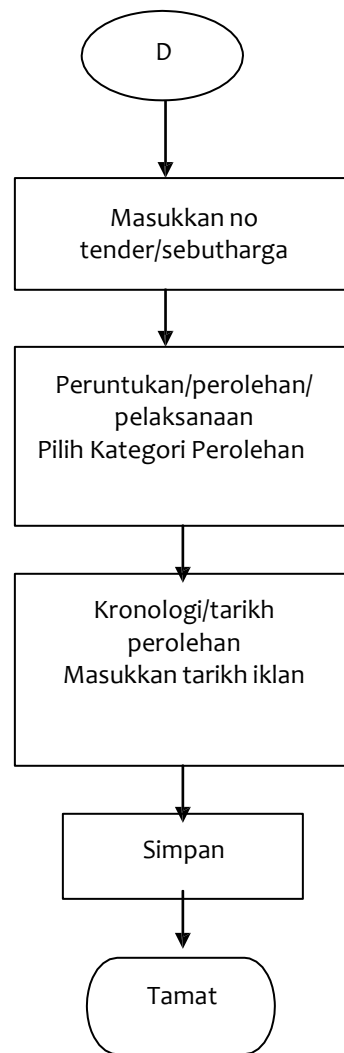 D
Masukkan no
tender/sebutharga
Peruntukan/perolehan/
pelaksanaan
Pilih Kategori Perolehan
Kronologi/tarikh
perolehan
Masukkan tarikh iklan
Simpan
Tamat